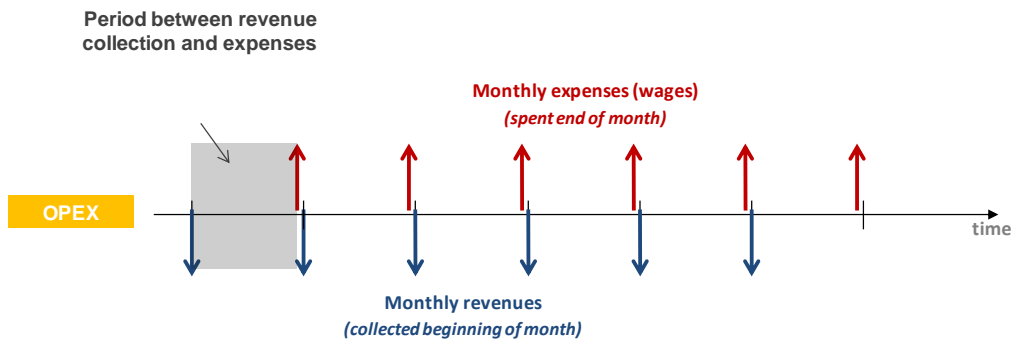 Period between revenue
collection and expenses
Monthly expenses (wages)
(spent end of month)
OPEX
time
Monthly revenues
(collected beginning of month)